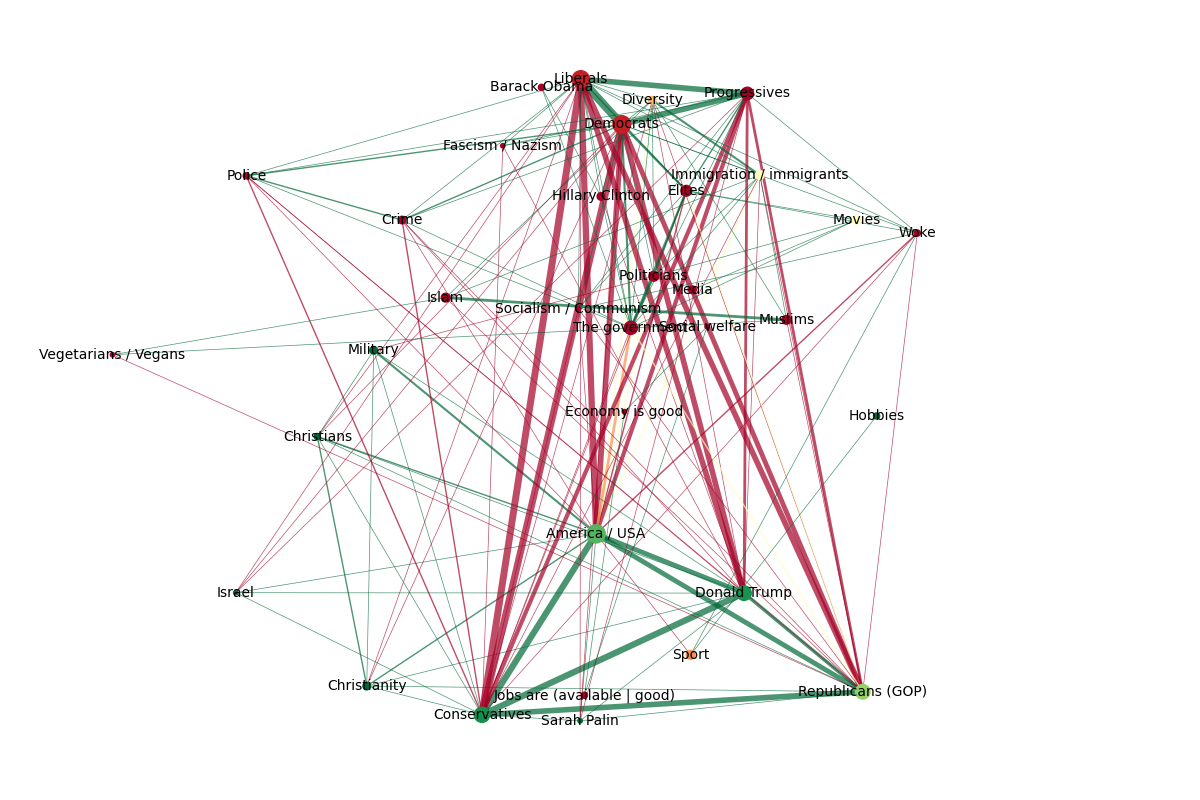 Liberals
Barack Obama
Progressives
Diversity
Democrats
Fascism / Nazism
Police
Immigration / immigrants
Elites
Hillary Clinton
Crime
Movies
Woke
Politicians
Media
Islam
Socialism / Communism
Muslims
The government
Social welfare
Military
Vegetarians / Vegans
Economy is good
Hobbies
Christians
America / USA
Israel
Donald Trump
Sport
Christianity
Republicans (GOP)
Jobs are (available | good)
Conservatives
Sarah Palin